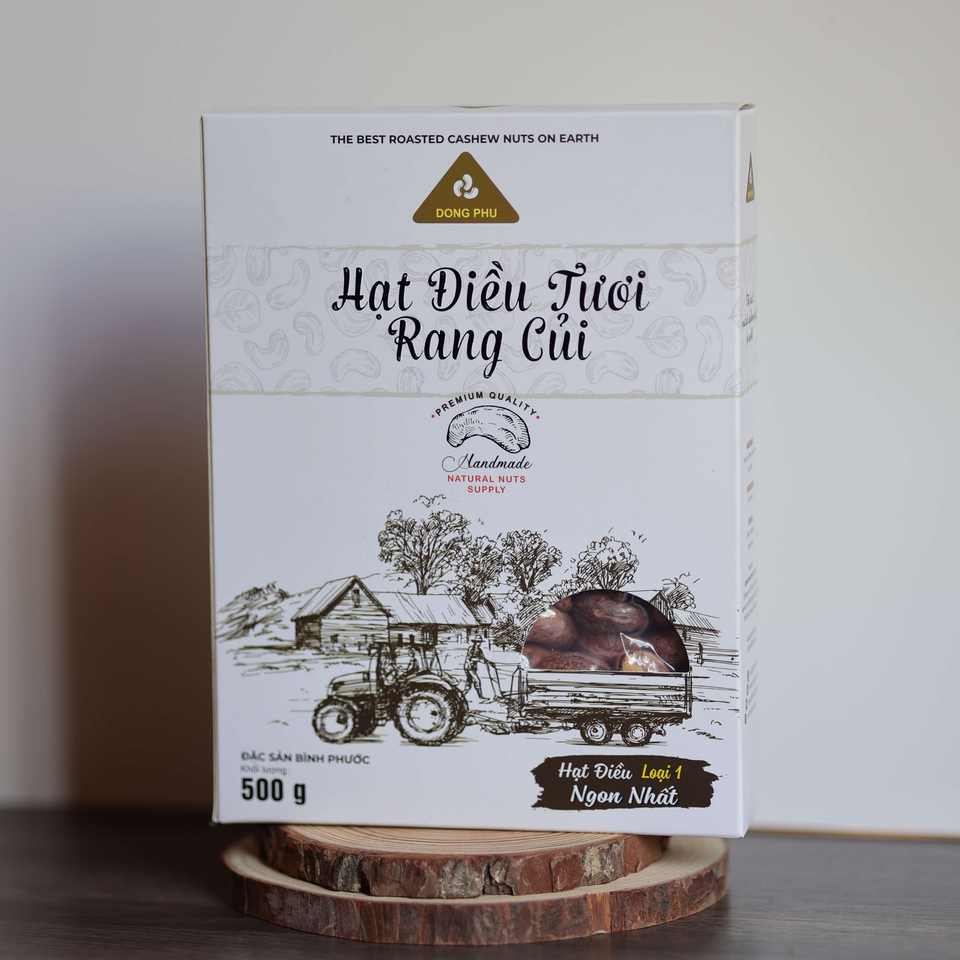 THE BEST ROASTED CASHEW NUTS ON EARTH
DONG PHU
Hạt Điều Tươi
Rang Củi
PREMIUM QUALITY
Handmade
NATURAL NUTS
SUPPLY
ĐẶC SẢN BÌNH PHƯỚC
Khối lượng:
500 g
Hạt Điều Loại 1
Ngon Nhất